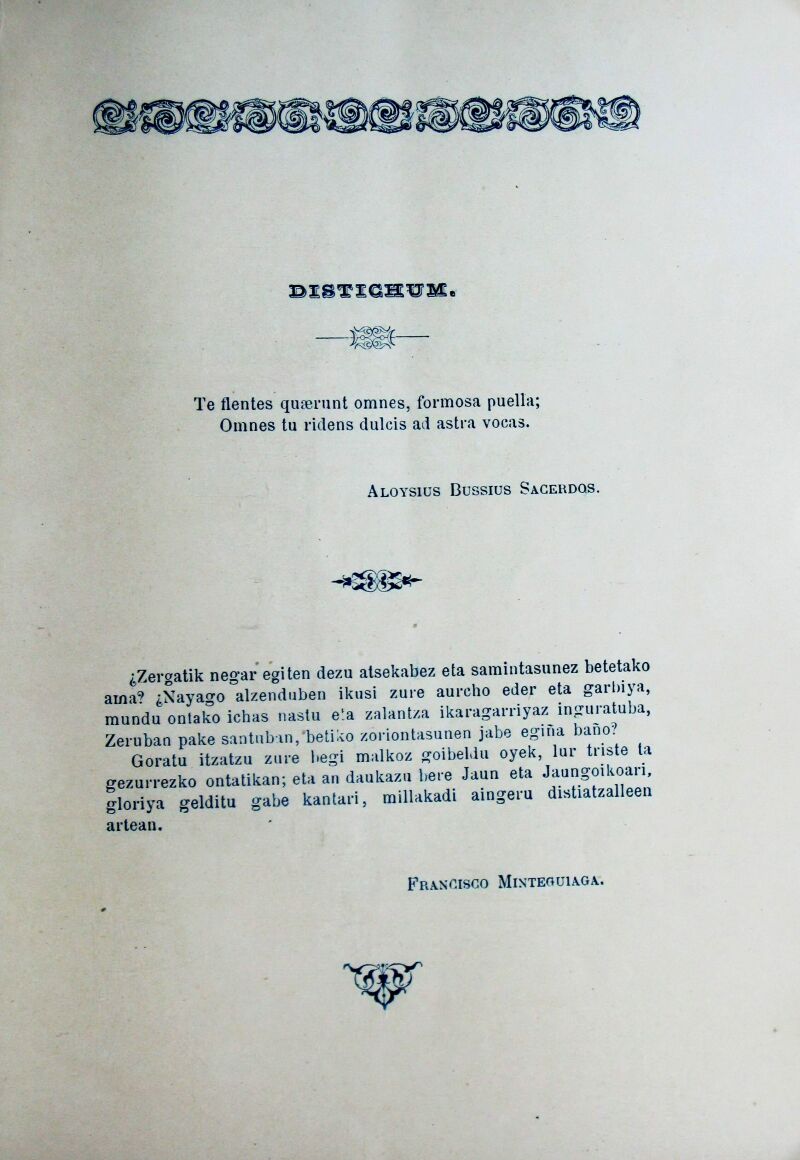 DISTICHUM.
Te flentes quærunt omnes, formosa puella;
Omnes tu ridens dulcis ad astra vocas.
Aloysius Bussius Sacerdos.
¿Zergatik negar egiten dezu atsekabez eta samintasunez betetako
ama? ¿Nayago alzenduben ikusi zure aurcho eder eta garbiya,
mundu ontako ichas nastu eta zalantza ikaragarriyaz inguratuba,
Zeruban pake santuban, betiko zoriontasunen jabe egiña baño?
Goratu itzatzu zure begi malkoz goibeldu oyek, lur triste ta
gezurrezko ontatikan; eta an daukazu bere Jaun eta Jaungoikoari,
gloriya gelditu gabe kantari, millakadi aingeru distiatzalleen
artean.
Francisco Minteguiaga.